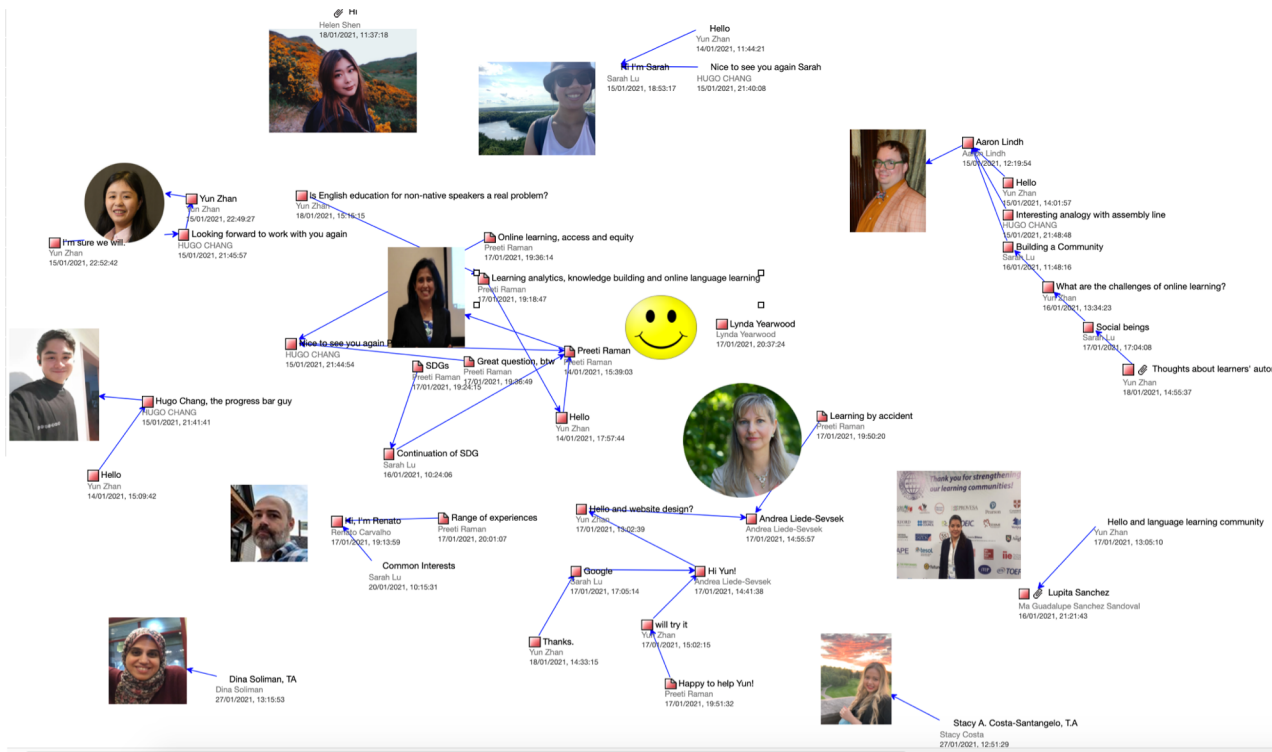 Hi
Helen Shen
18/01/2021, 11:37:18
Hello
Yun Zhan
14/01/2021, 11:44:21
Hi I'm Sarah
Sarah Lu
15/01/2021, 18:53:17
Nice to see you again Sarah
HUGO CHANG
15/01/2021, 21:40:08
Aaron Lindh
Aaron Lindh
15/01/2021, 12:19:54
Hello
Yun Zhan
15/01/2021, 14:01:57
Interesting analogy with assembly line
HUGO CHANG
15/01/2021, 21:48:48
Building a Community
Sarah Lu
16/01/2021, 11:48:16
What are the challenges of online learning?
Yun Zhan
16/01/2021, 13:34:23
Social beings
Sarah Lu
17/01/2021, 17:04:08
Thoughts about learners' auto
Yun Zhan
18/01/2021, 14:55:37
Yun Zhan
Yun Zhan
15/01/2021, 22:49:27
Looking forward to work with you again
HUGO CHANG
15/01/2021, 21:45:57
I'm sure we will.
Yun Zhan
15/01/2021, 22:52:42
Is English education for non-native speakers a real problem?
Yun Zhan
18/01/2021, 15:15:15
Online learning, access and equity
Preeti Raman
17/01/2021, 19:36:14
Learning analytics, knowledge building and online language learning
Preeti Raman
17/01/2021, 19:18:47
Lynda Yearwood
Lynda Yearwood
17/01/2021, 20:37:24
Nice to see you again
HUGO CHANG
15/01/2021, 21:44:54
Preeti Raman
Preeti Raman
14/01/2021, 15:39:03
SDGs
Preeti Raman
17/01/2021, 19:24:15
Great question, btw
Preeti Raman
17/01/2021, 19:36:49
Hugo Chang, the progress bar guy
HUGO CHANG
15/01/2021, 21:41:41
Hello
Yun Zhan
14/01/2021, 15:09:42
Hello
Yun Zhan
14/01/2021, 17:57:44
Continuation of SDG
Sarah Lu
16/01/2021, 10:24:06
Learning by accident
Preeti Raman
17/01/2021, 19:50:20
Hi, I'm Renato
Renato Carvalho
17/01/2021, 19:13:59
Range of experiences
Preeti Raman
17/01/2021, 20:01:07
Common Interests
Sarah Lu
20/01/2021, 10:15:31
Hello and website design?
Yun Zhan
17/01/2021, 13:02:39
Andrea Liede-Sevsek
Andrea Liede-Sevsek
17/01/2021, 14:55:57
Google
Sarah Lu
17/01/2021, 17:05:14
Hi Yun!
Andrea Liede-Sevsek
17/01/2021, 14:41:38
Thanks.
Yun Zhan
18/01/2021, 14:33:15
will try it
Yun Zhan
17/01/2021, 15:02:15
Happy to help Yun!
Preeti Raman
17/01/2021, 19:51:32
Thank you for strengthening
our learning communities!
Hello and language learning community
Yun Zhan
17/01/2021, 13:05:10
Lupita Sanchez
Ma Guadalupe Sanchez Sandoval
16/01/2021, 21:21:43
Dina Soliman, TA
Dina Soliman
27/01/2021, 13:15:53
Stacy A. Costa-Santangelo, T.A
Stacy Costa
27/01/2021, 12:51:29